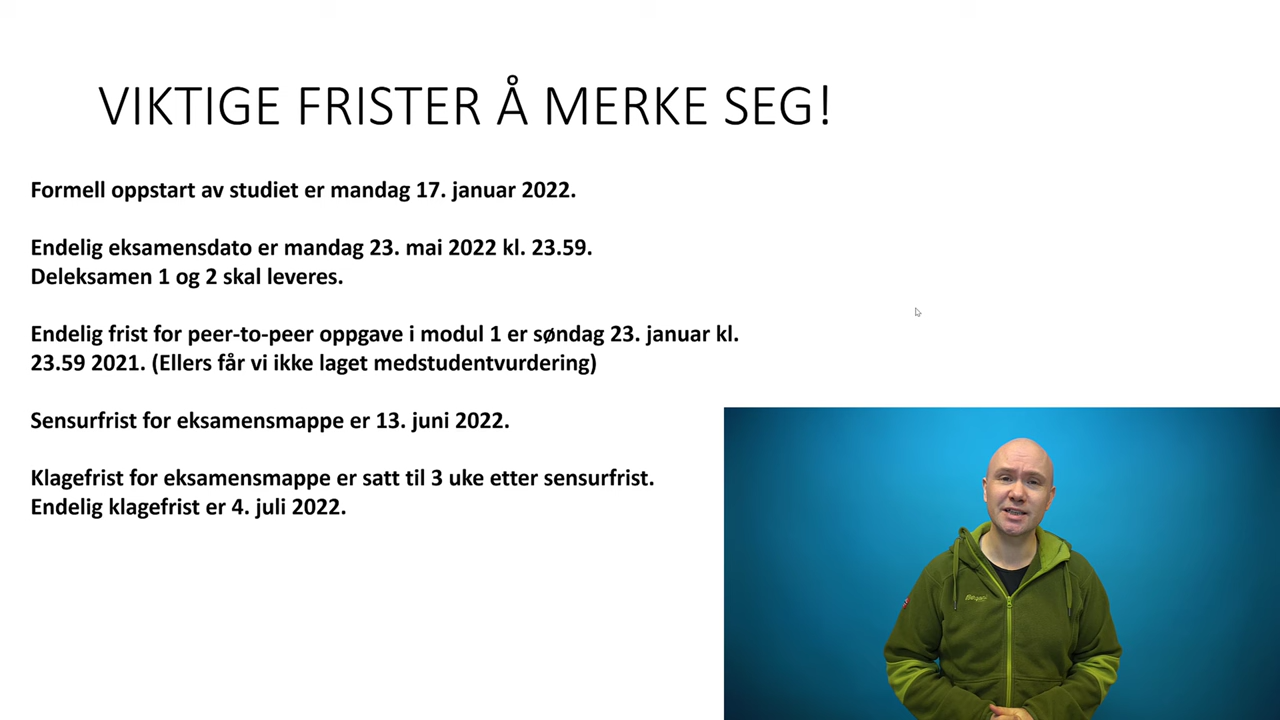 VIKTIGE FRISTER Å MERKE SEG!
Formell oppstart av studiet er mandag 17. januar 2022.
Endelig eksamensdato er mandag 23. mai 2022 kl. 23.59.
Deleksamen 1 og 2 skal leveres.
Endelig frist for peer-to-peer oppgave i modul 1 er søndag 23. januar kl.
23.59 2021. (Ellers får vi ikke laget medstudentvurdering)
Sensurfrist for eksamensmappe er 13. juni 2022.
Klagefrist for eksamensmappe er satt til 3 uke etter sensurfrist.
Endelig klagefrist er 4. juli 2022.